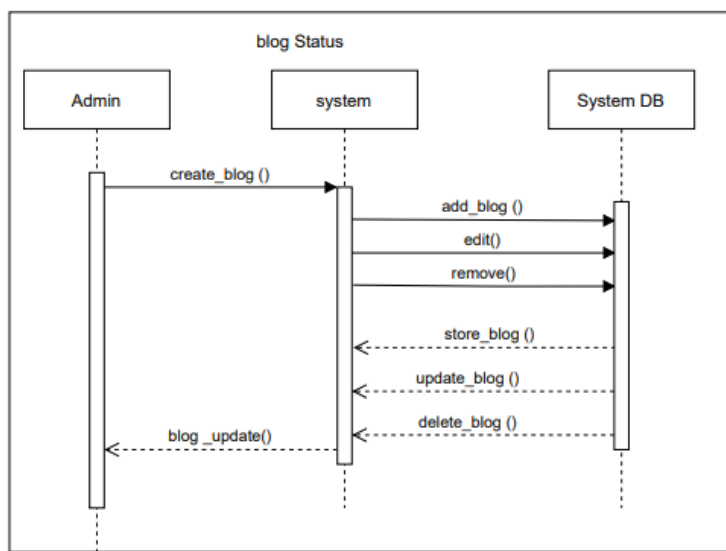 blog Status
Admin
system
System DB
create_blog ()
add_blog ()
edit()
remove()
store_blog ()
update_blog ()
delete_blog ()
blog _update()